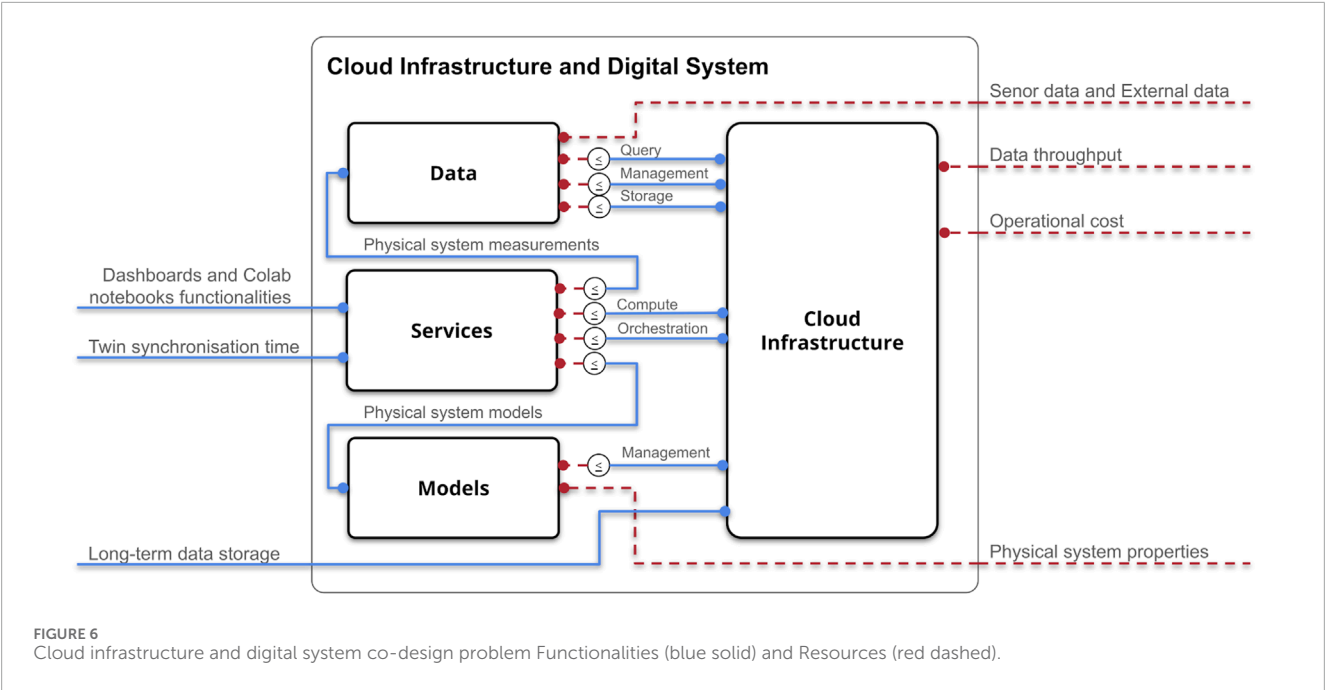 Cloud Infrastructure and Digital System
Senor data and External data
Data
≤
Query
≤
Management
≤
Storage
Data throughput
Operational cost
Physical system measurements
Dashboards and Colab
notebooks functionalities
Twin synchronisation time
Services
≤
≤
Compute
≤
Orchestration
≤
Cloud
Infrastructure
Physical system models
Models
≤
Management
Long-term data storage
Physical system properties
FIGURE 6
Cloud infrastructure and digital system co-design problem Functionalities (blue solid) and Resources (red dashed).